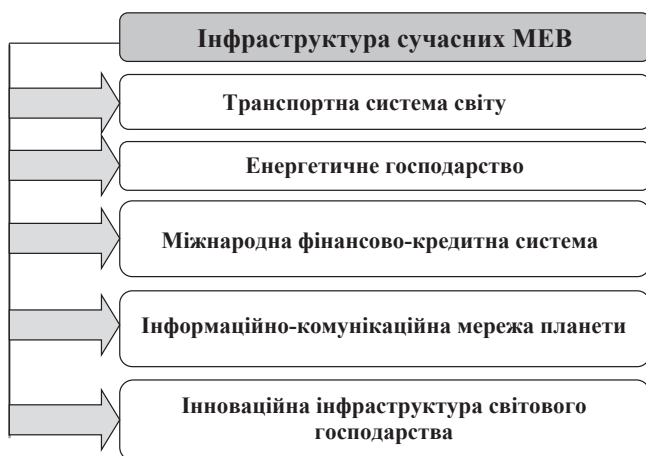 Інфраструктура сучасних МЕВ
Транспортна система світу
Енергетичне господарство
Міжнародна фінансово-кредитна система
Інформаційно-комунікаційна мережа планети
Інноваційна інфраструктура світового
господарства